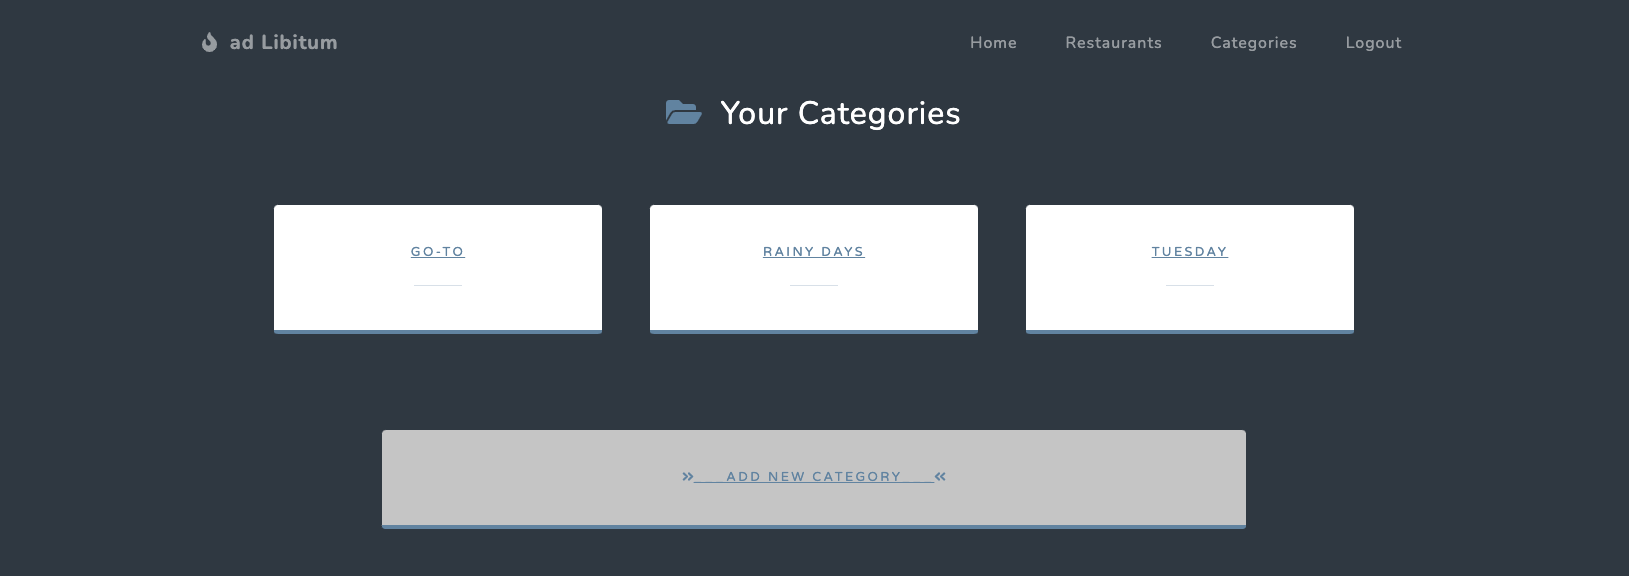 ad Libitum
Home Restaurants Categories Logout
Your Categories
GO-TO RAINY DAYS TUESDAY
» ADD NEW CATEGORY «